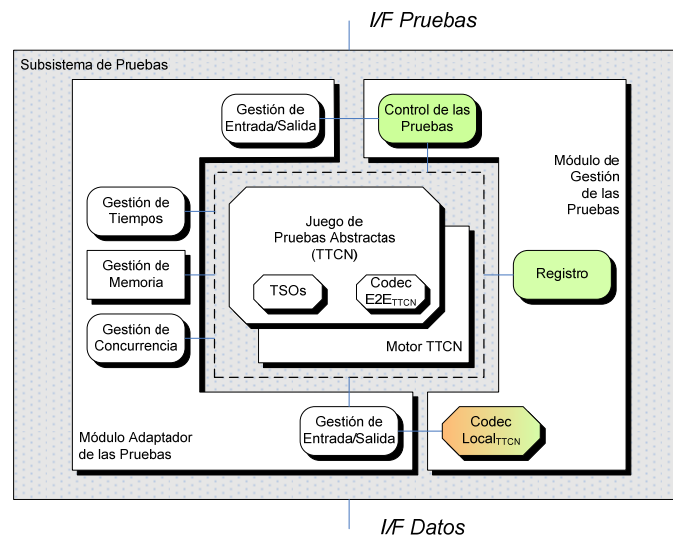 I/F Pruebas
Subsistema de Pruebas
Gestión de
Entrada/Salida
Control de las
Pruebas
Módulo de
Gestión
de las
Pruebas
Gestión de
Tiempos
Juego de
Pruebas Abstractas
(TTCN)
Gestión de
Memoria
Registro
TSOs
Codec
E2ETTCN
Gestión de
Concurrencia
Motor TTCN
Módulo Adaptador
de las Pruebas
Gestión de
Entrada/Salida
Codec
LocalTTCN
I/F Datos